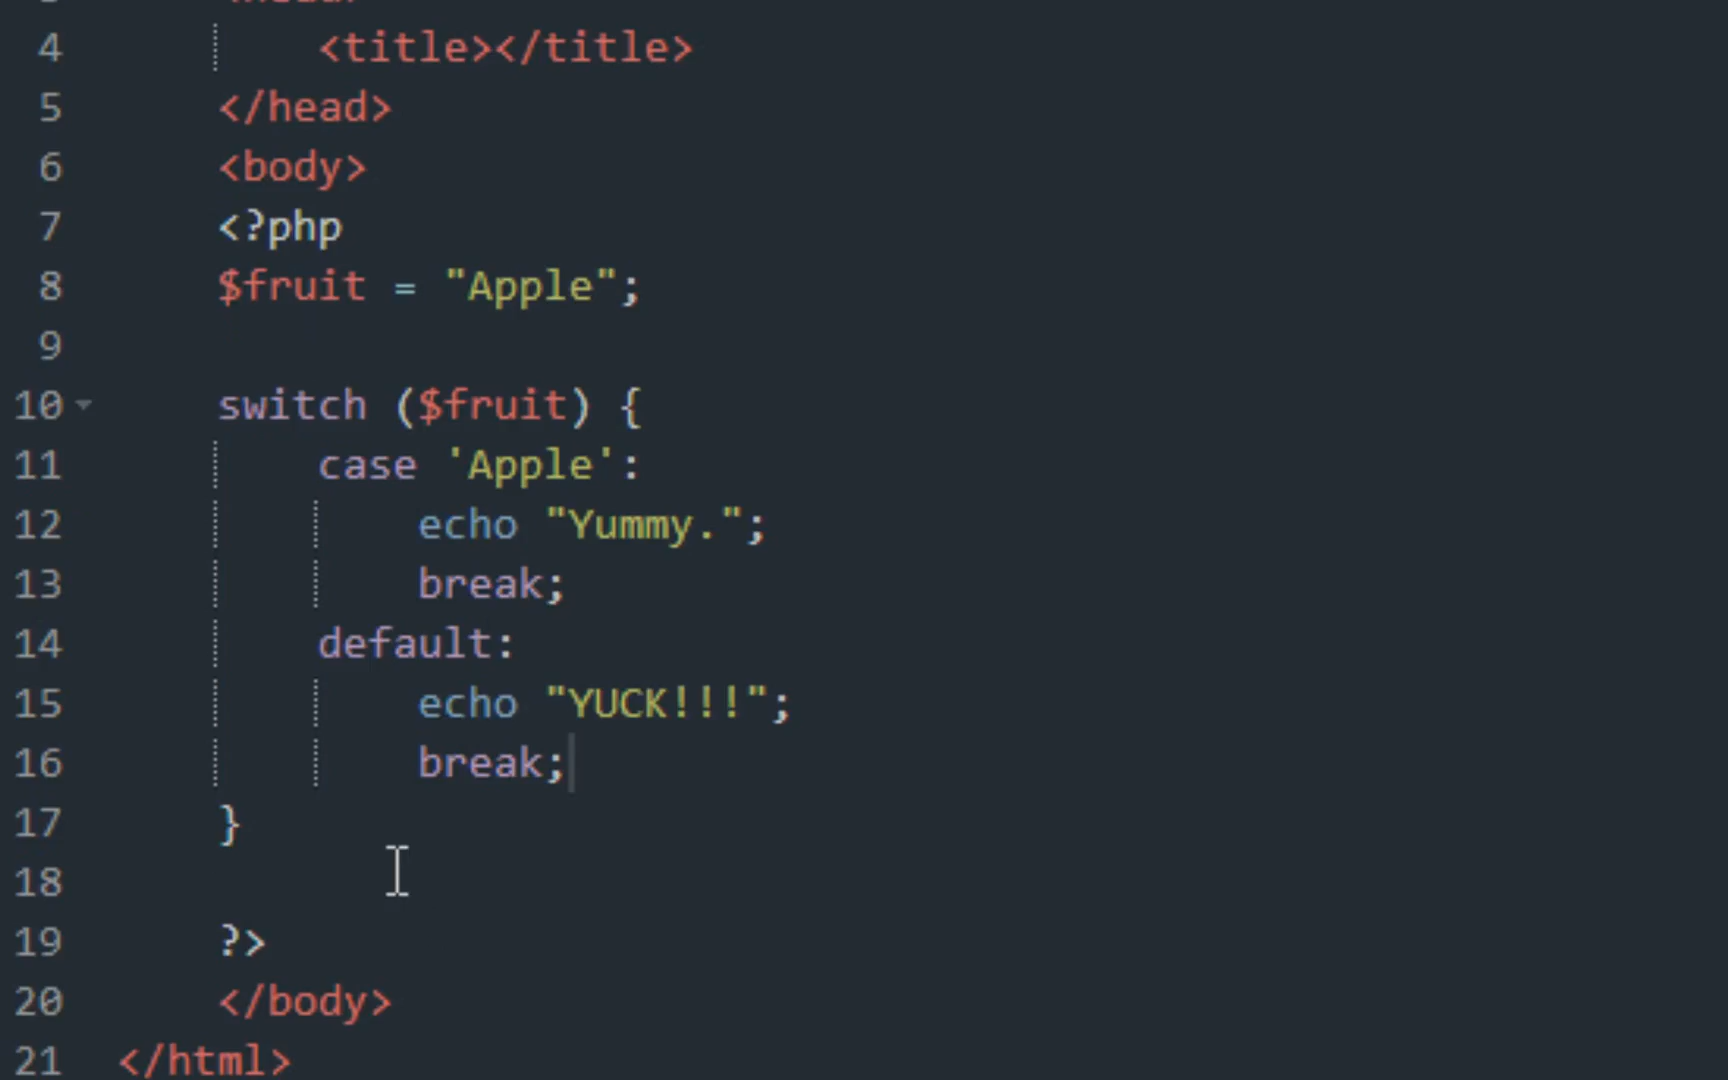 4 <title></title>
5 </head>
6 <body>
7 <?php
8 $fruit = "Apple";
9
10 switch ($fruit) {
11 case 'Apple':
12 echo "Yummy.";
13 break;
14 default:
15 echo "YUCK!!!";
16 break;
17 }
18
19 ?>
20 </body>
21 </html>